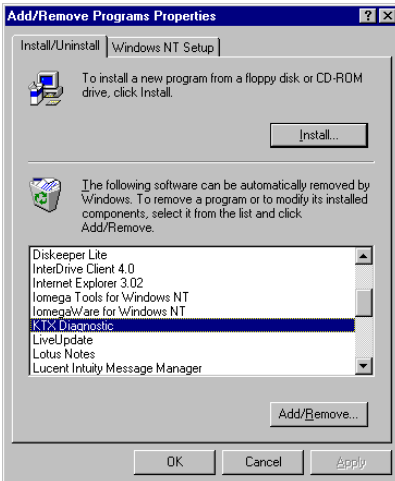 Add/Remove Programs Properties
Install/Uninstall
Windows NT Setup
To install a new program from a floppy disk or CD-ROM
drive, click Install.
Install...
The following software can be automatically removed by
Windows. To remove a program or to modify its installed
components, select it from the list and click
Add/Remove.
Diskeeper Lite
InterDrive Client 4.0
Internet Explorer 3.02
Iomega Tools for Windows NT
IomegaWare for Windows NT
KTX Diagnostic
LiveUpdate
Lotus Notes
Lucent Intuity Message Manager
Add/Remove...
OK
Cancel
Apply